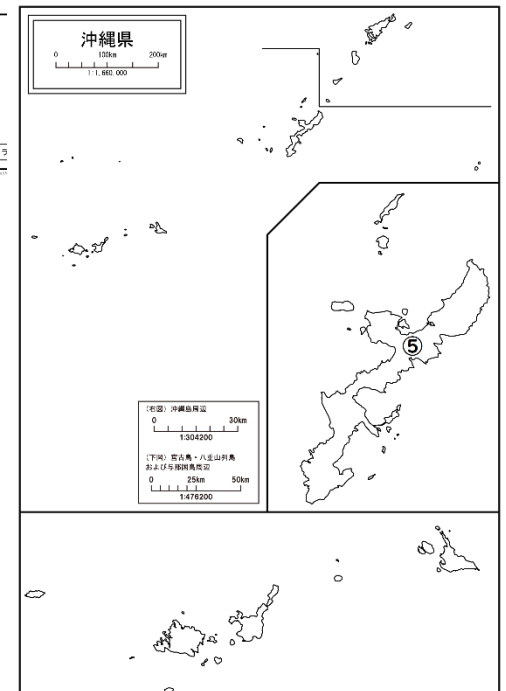 沖縄県
0 100km 200km
1:1,660,000
⑤
(右図) 沖縄島周辺
0 30km
1:304200
(下図) 宮古島・八重山列島
および与那国島周辺
0 25km 50km
1:476200